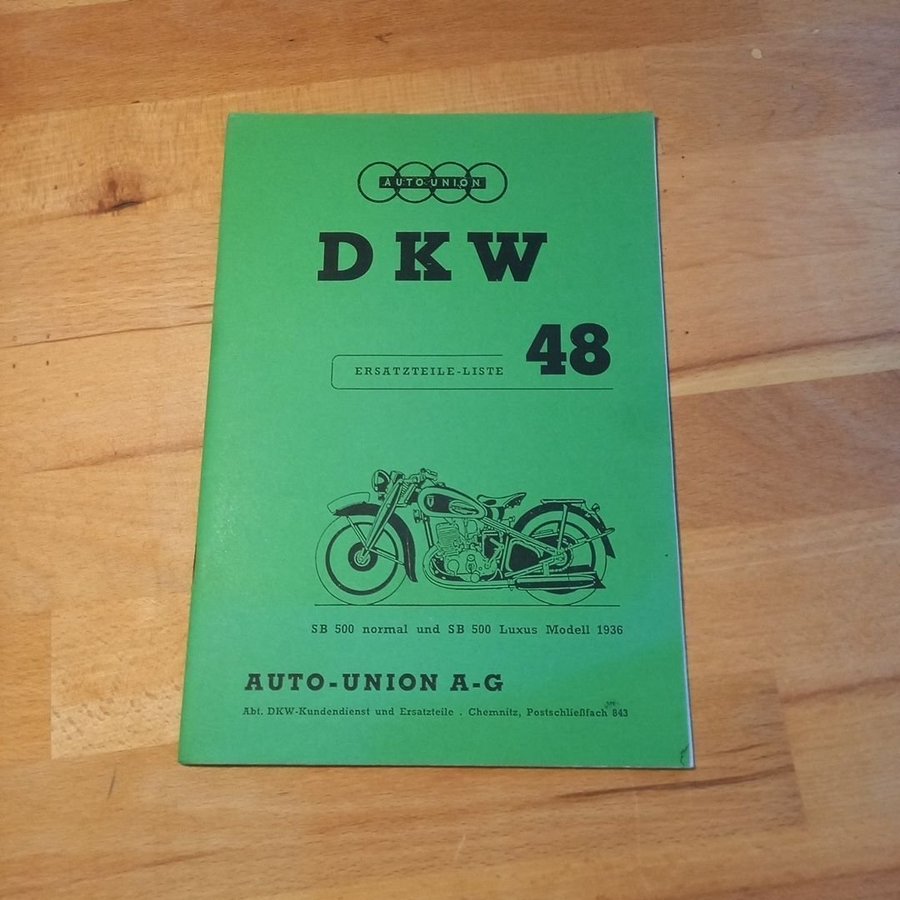 AUTO-UNION
DKW
48
ERSATZTEILE-LISTE
SB 500 normal und SB 500 Luxus Modell 1936
AUTO-UNION A-G
Abt. DKW-Kundendienst und Ersatzteile . Chemnitz, Postschließfach 843